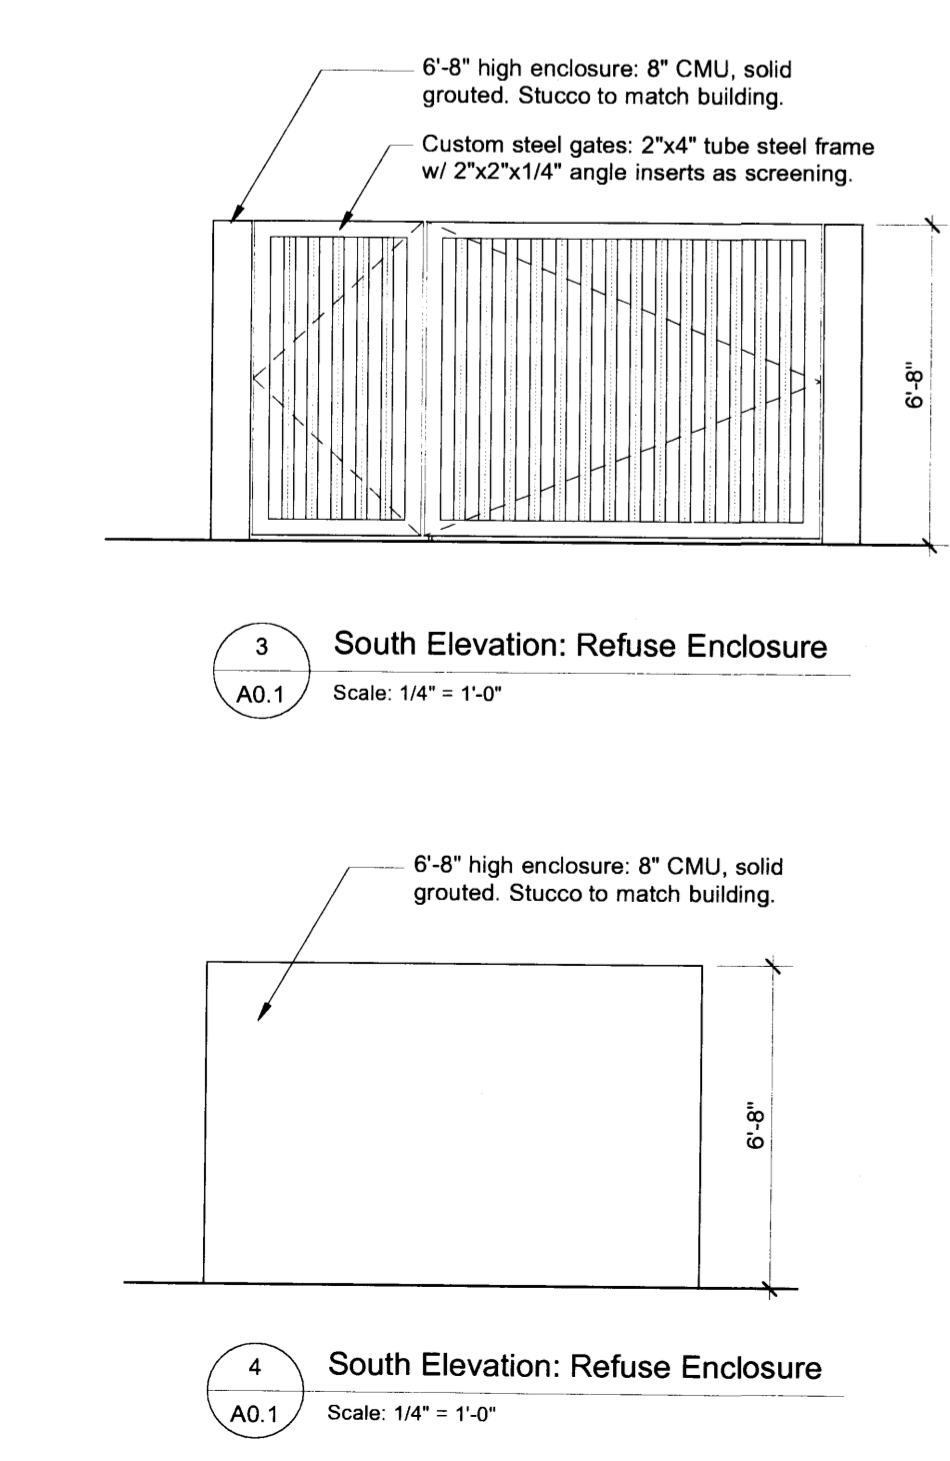 6'-8" high enclosure: 8" CMU, solid
grouted. Stucco to match building.
Custom steel gates: 2"x4" tube steel frame
w/ 2"x2"x1/4" angle inserts as screening.
6'-8"
3
South Elevation: Refuse Enclosure
A0.1
Scale: 1/4" = 1'-0"
6'-8" high enclosure: 8" CMU, solid
grouted. Stucco to match building.
6'-8"
4
South Elevation: Refuse Enclosure
A0.1
Scale: 1/4" = 1'-0"